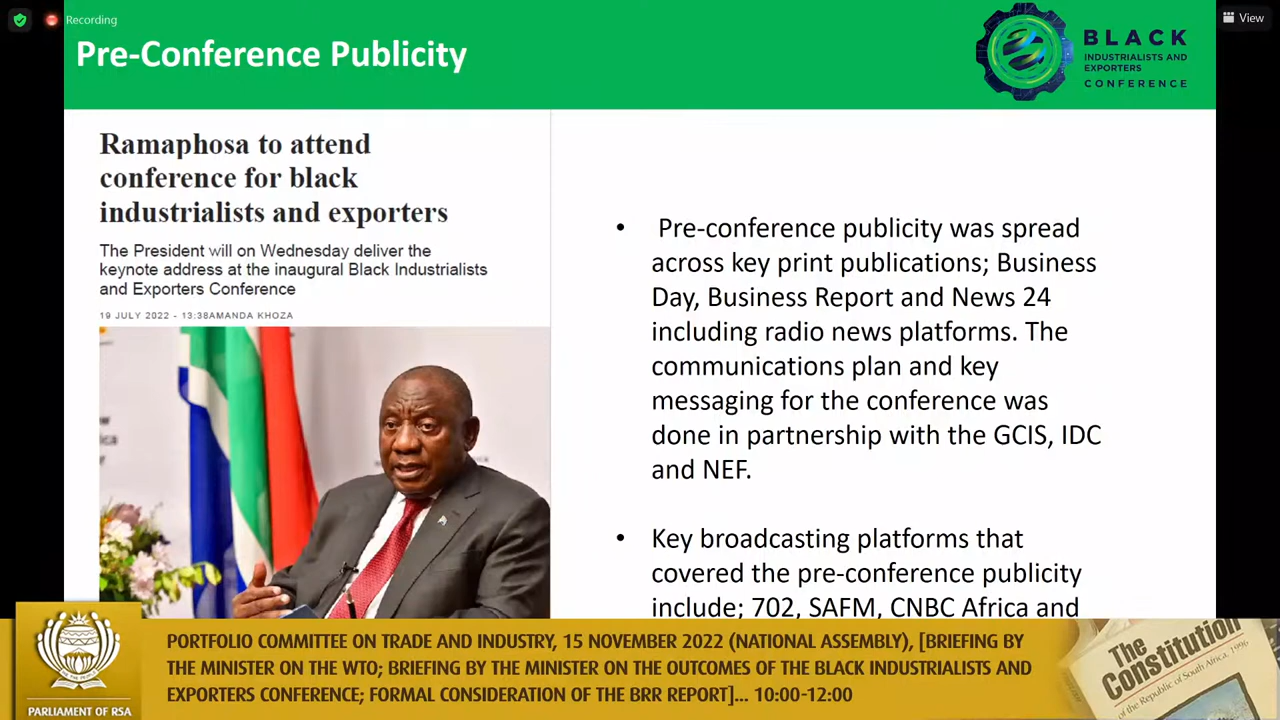 Recording
View
Pre-Conference Publicity
BLACK
INDUSTRIALISTS AND
EXPORTERS
CONFERENCE
Ramaphosa to attend
conference for black
industrialists and exporters
The President will on Wednesday deliver the
keynote address at the inaugural Black Industrialists
and Exporters Conference
19 JULY 2022 - 13:38AMANDA KHOZA
• Pre-conference publicity was spread
across key print publications; Business
Day, Business Report and News 24
including radio news platforms. The
communications plan and key
messaging for the conference was
done in partnership with the GCIS, IDC
and NEF.
• Key broadcasting platforms that
covered the pre-conference publicity
include; 702, SAFM, CNBC Africa and
PARLIAMENT OF RSA
PORTFOLIO COMMITTEE ON TRADE AND INDUSTRY, 15 NOVEMBER 2022 (NATIONAL ASSEMBLY), [BRIEFING BY
THE MINISTER ON THE WTO; BRIEFING BY THE MINISTER ON THE OUTCOMES OF THE BLACK INDUSTRIALISTS AND
EXPORTERS CONFERENCE; FORMAL CONSIDERATION OF THE BRR REPORT]... 10:00-12:00
The
Constitution
of the Republic of South Africa, 1996